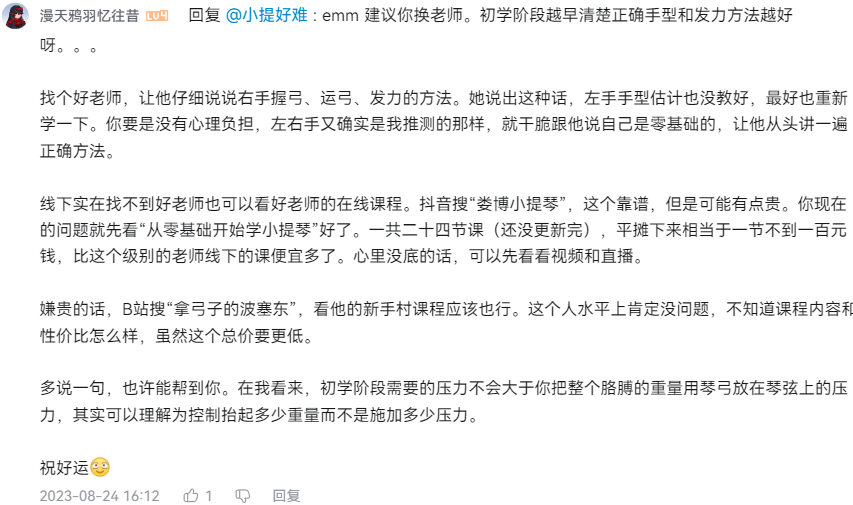 漫天鸦羽忆往昔 LV4 回复 @小提好难 : emm 建议你换老师。初学阶段越早清楚正确手型和发力方法越好
呀。。。
找个好老师，让他仔细说说右手握弓、运弓、发力的方法。她说出这种话，左手手型估计也没教好，最好也重新
学一下。你要是没有心理负担，左右手又确实是我推测的那样，就干脆跟他说自己是零基础的，让他从头讲一遍
正确方法。
线下实在找不到好老师也可以看好老师的在线课程。抖音搜“娄博小提琴”，这个靠谱，但是可能有点贵。你现在
的问题就先看“从零基础开始学小提琴”好了。一共二十四节课（还没更新完），平摊下来相当于一节不到一百元
钱，比这个级别的老师线下的课便宜多了。心里没底的话，可以先看看视频和直播。
嫌贵的话，B站搜“拿弓子的波塞东”，看他的新手村课程应该也行。这个人水平上肯定没问题，不知道课程内容和
性价比怎么样，虽然这个总价要更低。
多说一句，也许能帮到你。在我看来，初学阶段需要的压力不会大于你把整个胳膊的重量用琴弓放在琴弦上的压
力，其实可以理解为控制抬起多少重量而不是施加多少压力。
祝好运
2023-08-24 16:12 1 回复